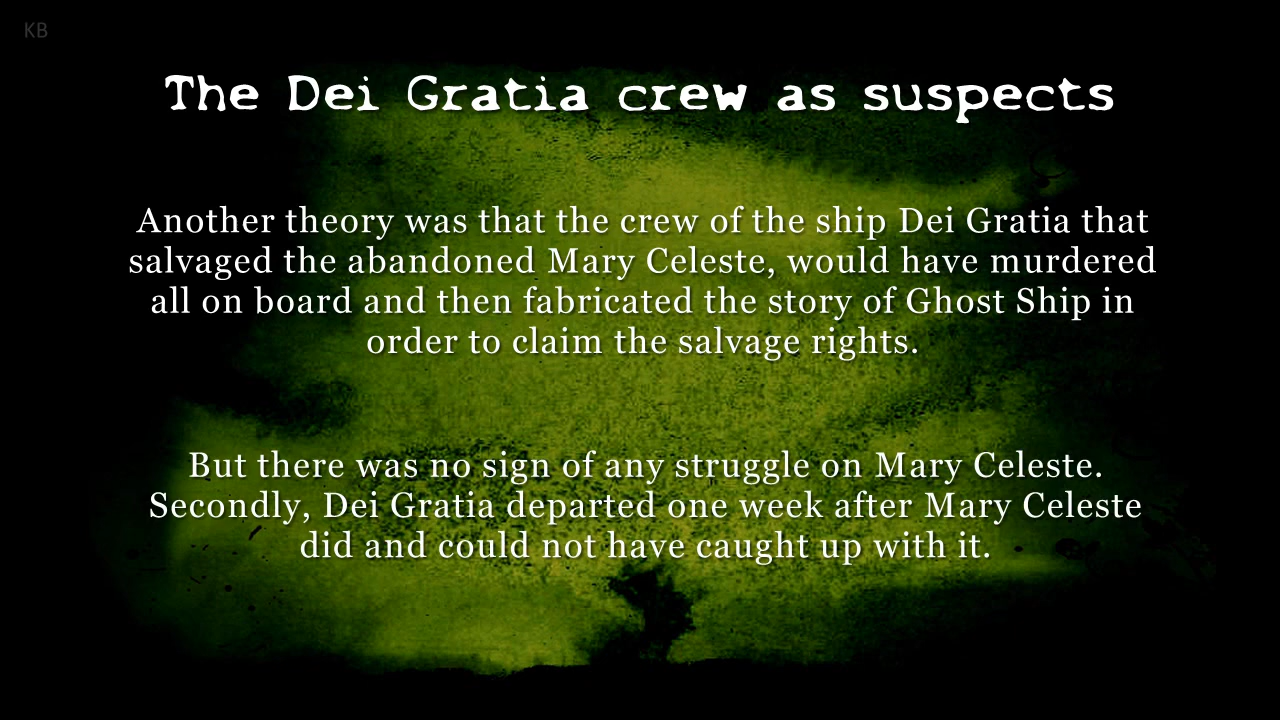 KB
The Dei Gratia crew as suspects
Another theory was that the crew of the ship Dei Gratia that
salvaged the abandoned Mary Celeste, would have murdered
all on board and then fabricated the story of Ghost Ship in
order to claim the salvage rights.
But there was no sign of any struggle on Mary Celeste.
Secondly, Dei Gratia departed one week after Mary Celeste
did and could not have caught up with it.